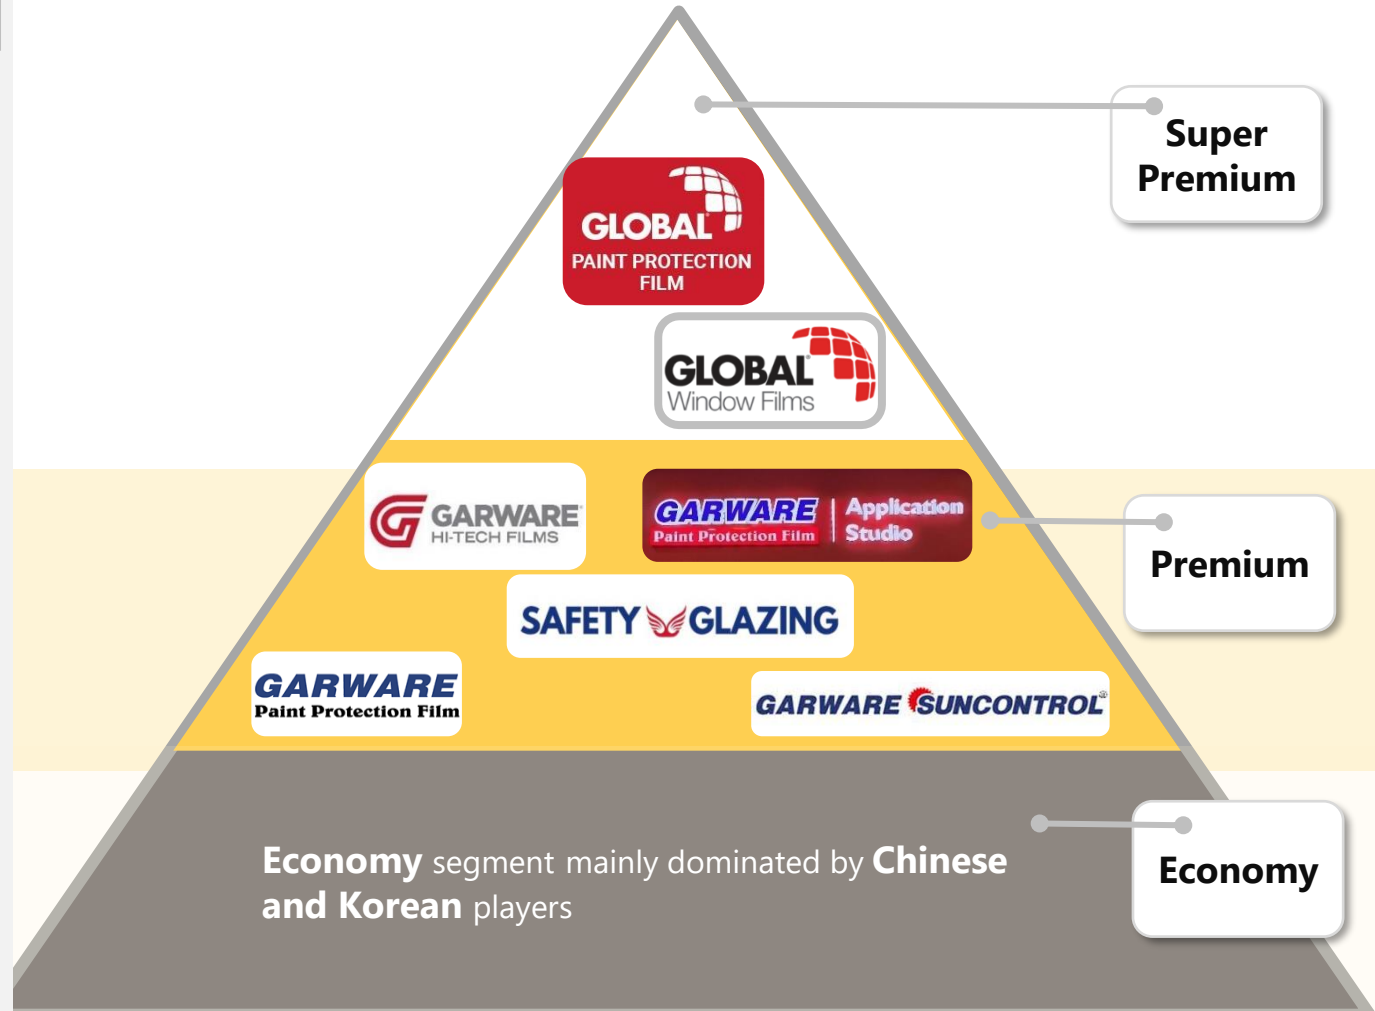 Super
Premium
GLOBAL
PAINT PROTECTION
FILM
GLOBAL®
Window Films
GARWARE®
HI-TECH FILMS
GARWARE
Paint Protection Film
Application
Studio
Premium
SAFETY GLAZING
GARWARE
Paint Protection Film
GARWARE SUNCONTROL®
Economy segment mainly dominated by Chinese
and Korean players
Economy